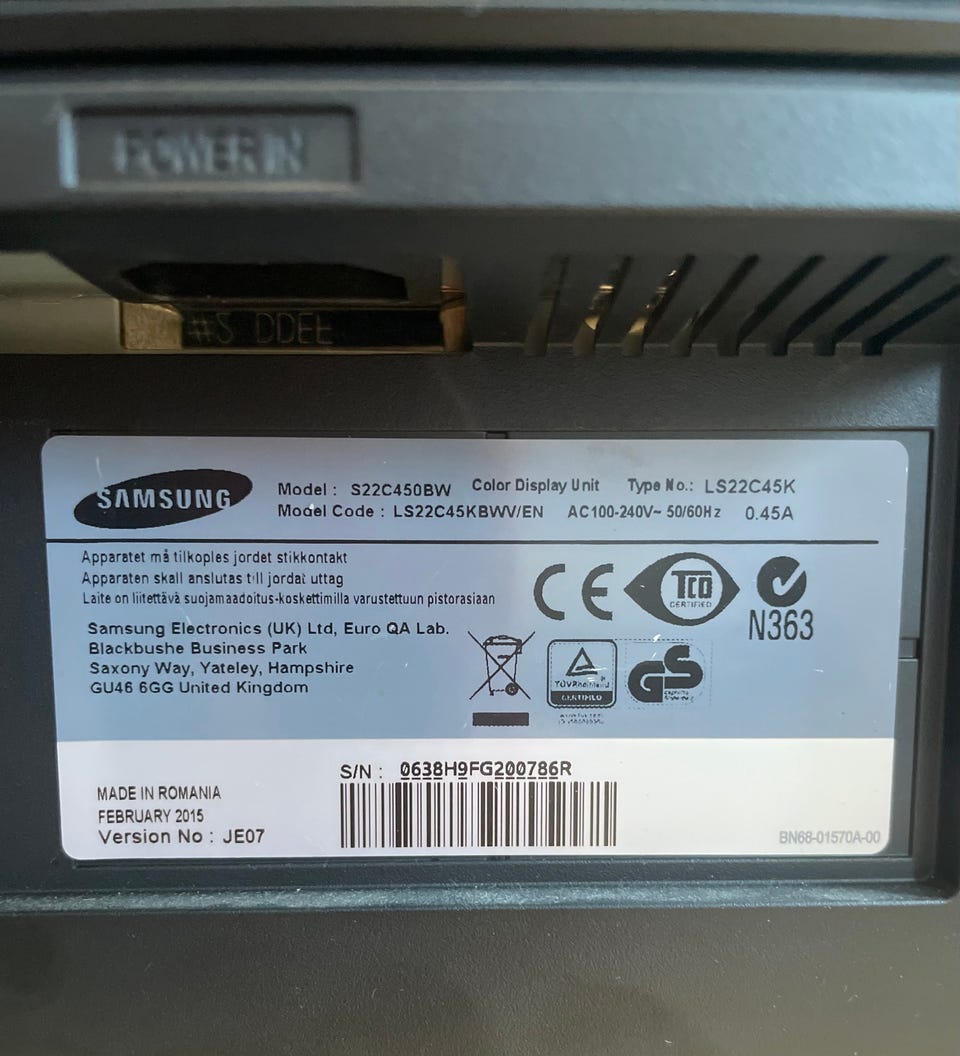 POWER IN
SAMSUNG
Model : S22C450BW Color Display Unit Type No.: LS22C45K
Model Code : LS22C45KBWV/EN AC100-240V~ 50/60Hz 0.45A
Apparatet må tilkoples jordet stikkontakt
Apparaten skall anslutas till jordat uttag
Laite on liitettävä suojamaadoitus-koskettimilla varustettuun pistorasiaan
Samsung Electronics (UK) Ltd, Euro QA Lab.
Blackbushe Business Park
Saxony Way, Yateley, Hampshire
GU46 6GG United Kingdom
CE
TCO
CERTIFIED
N363
TÜVRheinland
CERTIFIED
GS
S/N : 0638H9FG200786R
MADE IN ROMANIA
FEBRUARY 2015
Version No : JE07
BN68-01570A-00